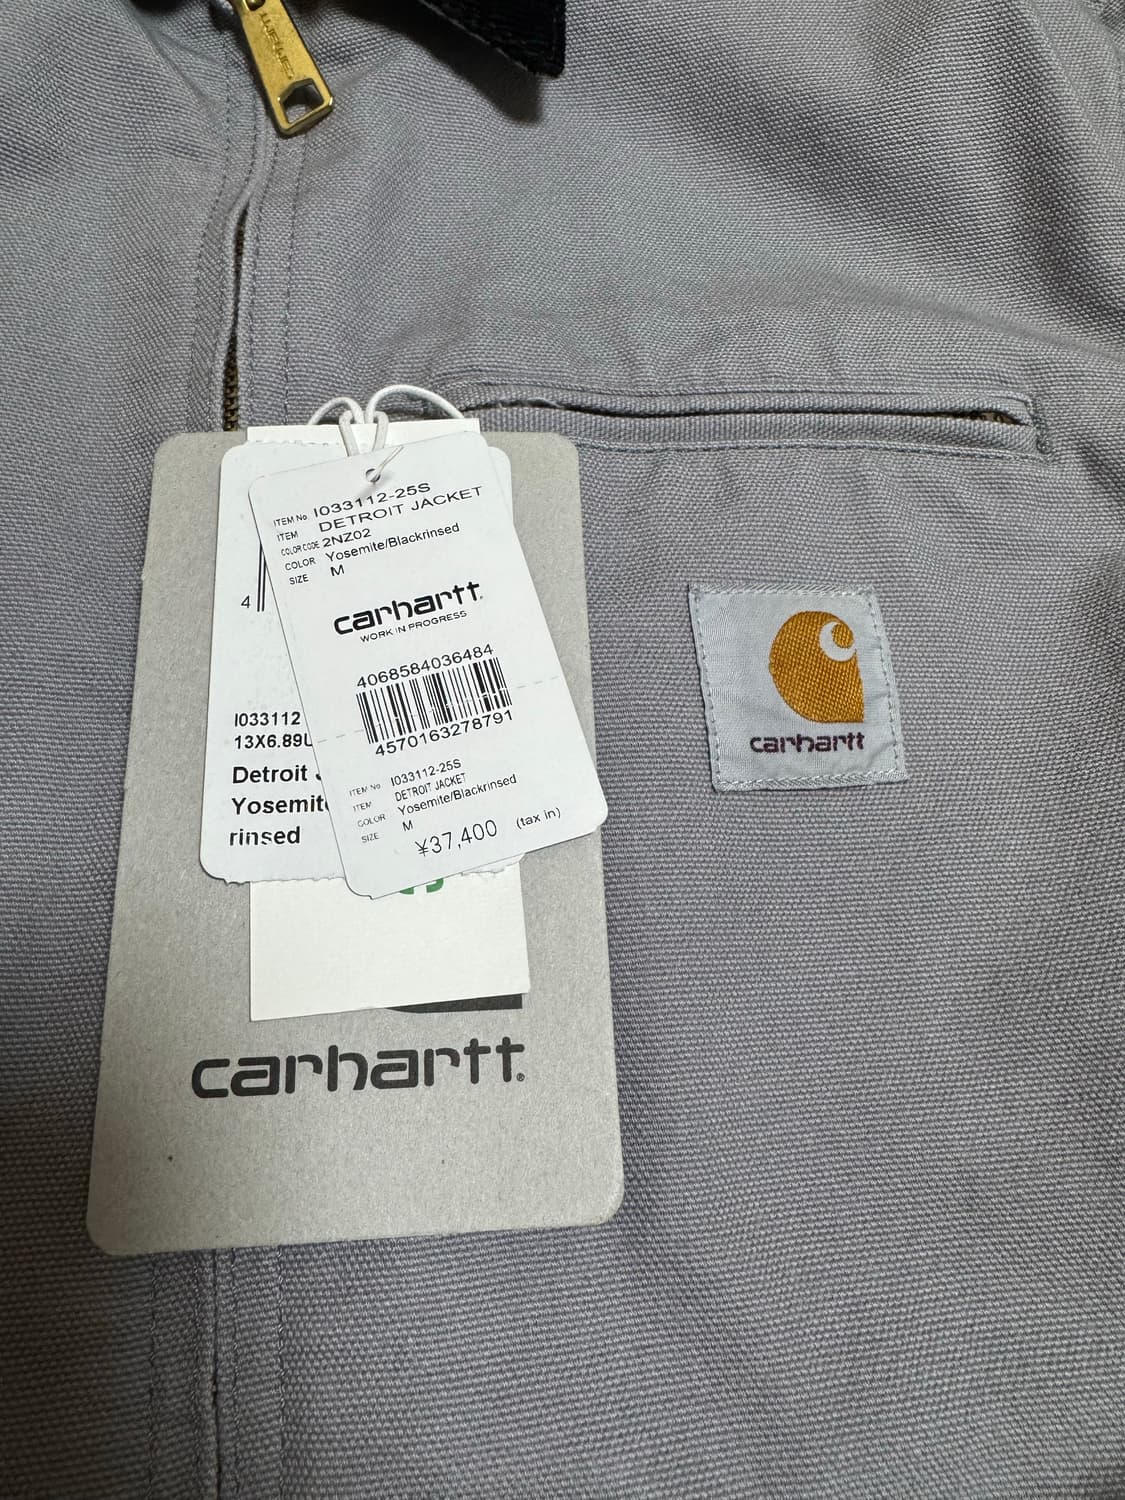 ITEM No I033112-25S
ITEM DETROIT JACKET
COLOR CODE 2NZ02
COLOR Yosemite/Blackrinsed
SIZE M
carhartt
WORK IN PROGRESS
4068584036484
4570163278791
ITEM No I033112-25S
ITEM DETROIT JACKET
COLOR Yosemite/Blackrinsed
SIZE M
¥37,400 (tax in)
4
I033112
13X6.89
Detroit
Yosemit
rinsed
carhartt®
carhartt